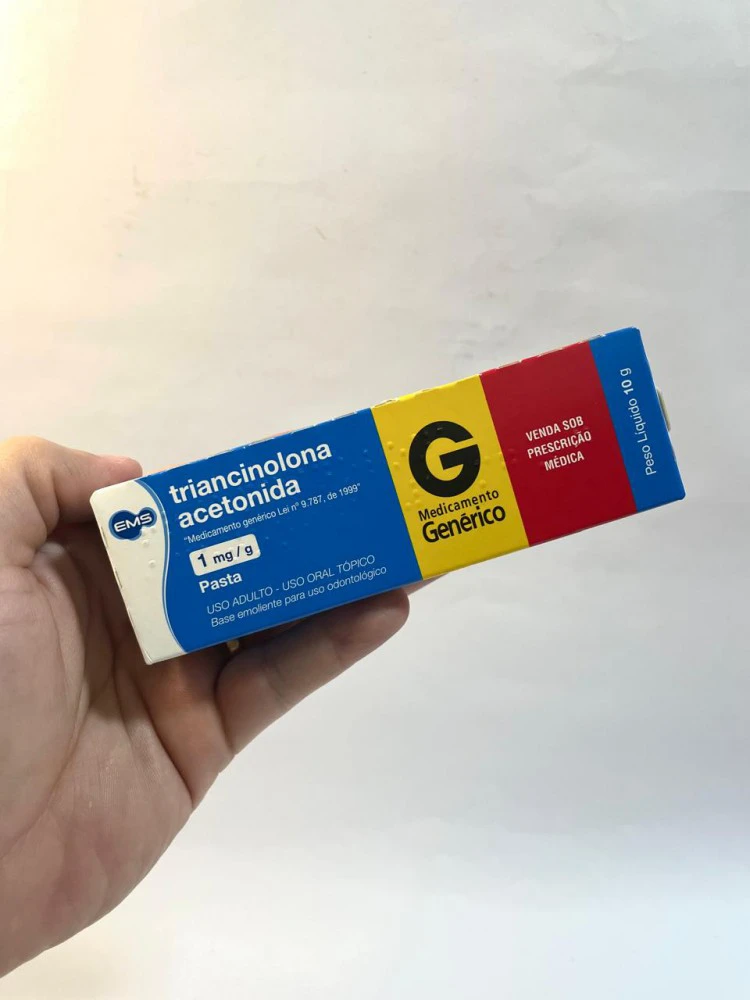 EMS
triancinolona
acetonida
"Medicamento genérico Lei nº 9.787, de 1999"
1 mg / g
Pasta
USO ADULTO - USO ORAL TÓPICO
Base emoliente para uso odontológico
G
Medicamento
Genérico
VENDA SOB
PRESCRIÇÃO
MÉDICA
Peso Líquido 10 g